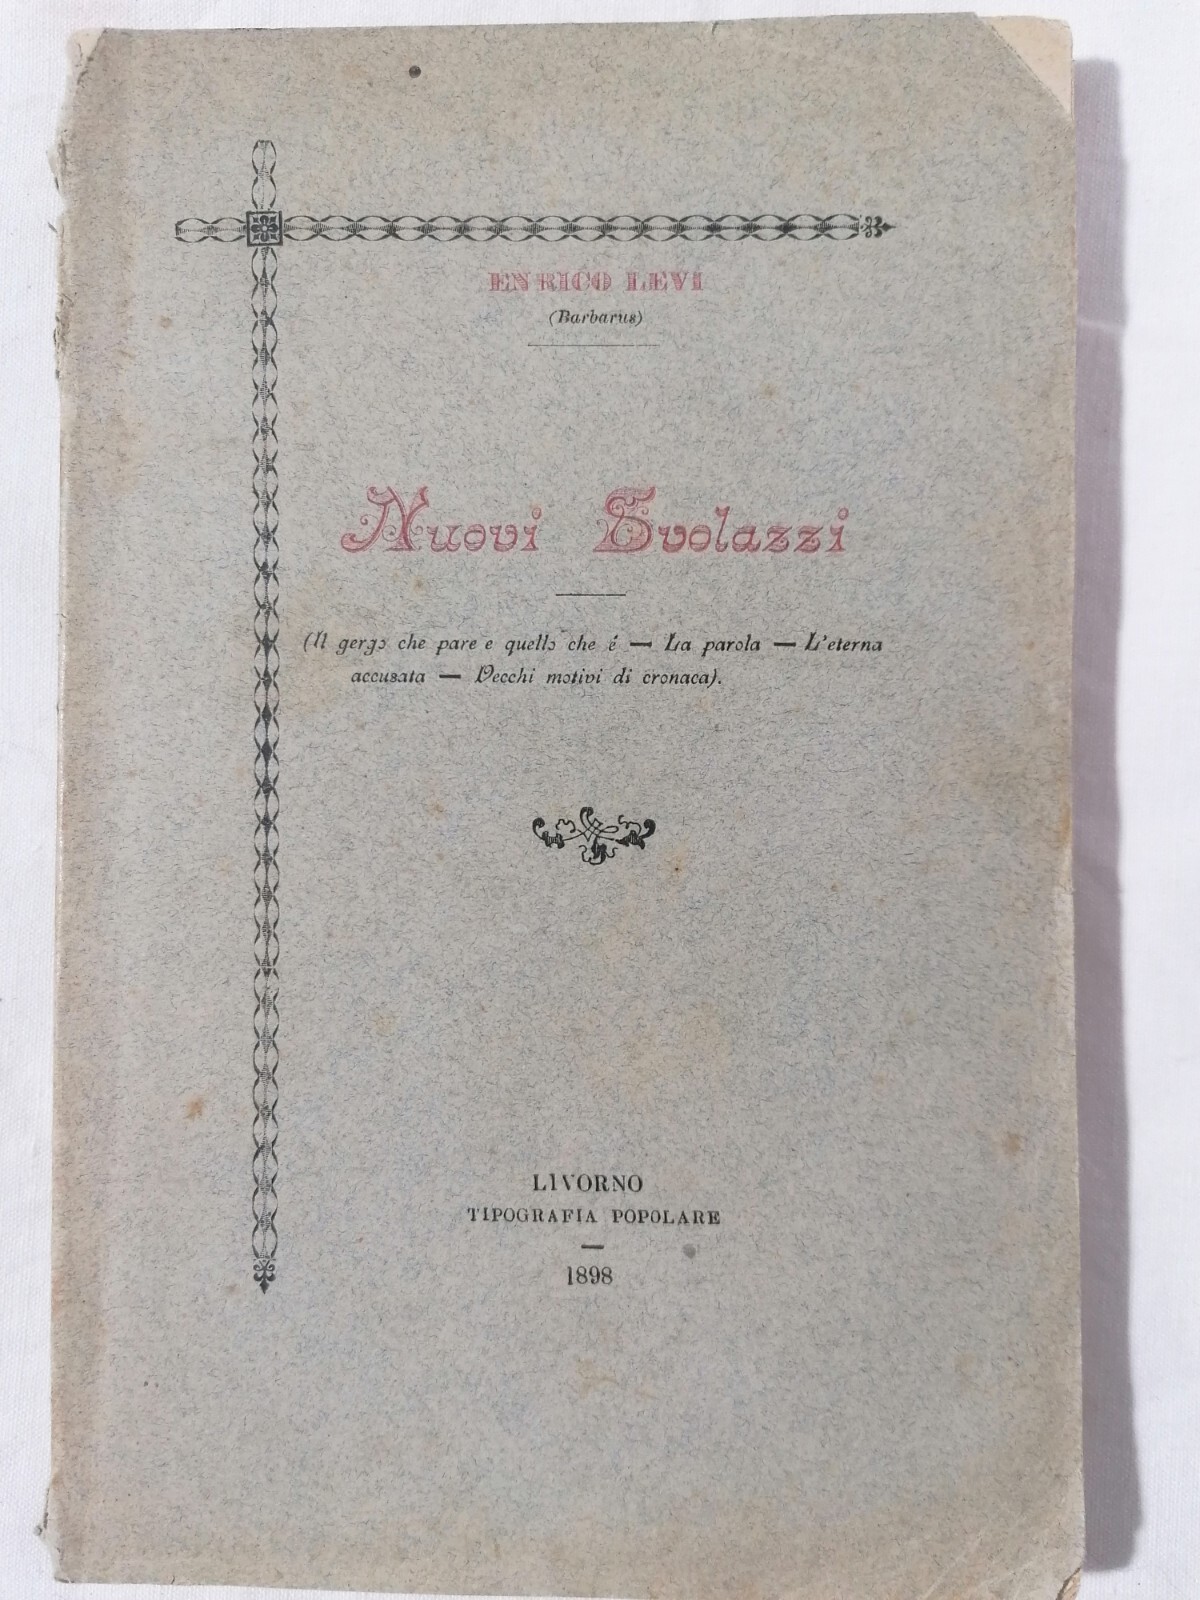 ENRICO LEVI
(Barbarus)
Nuovi Svolazzi
(Il gergo che pare e quello che é — La parola — L'eterna
accusata — Vecchi motivi di cronaca).
LIVORNO
TIPOGRAFIA POPOLARE
1898